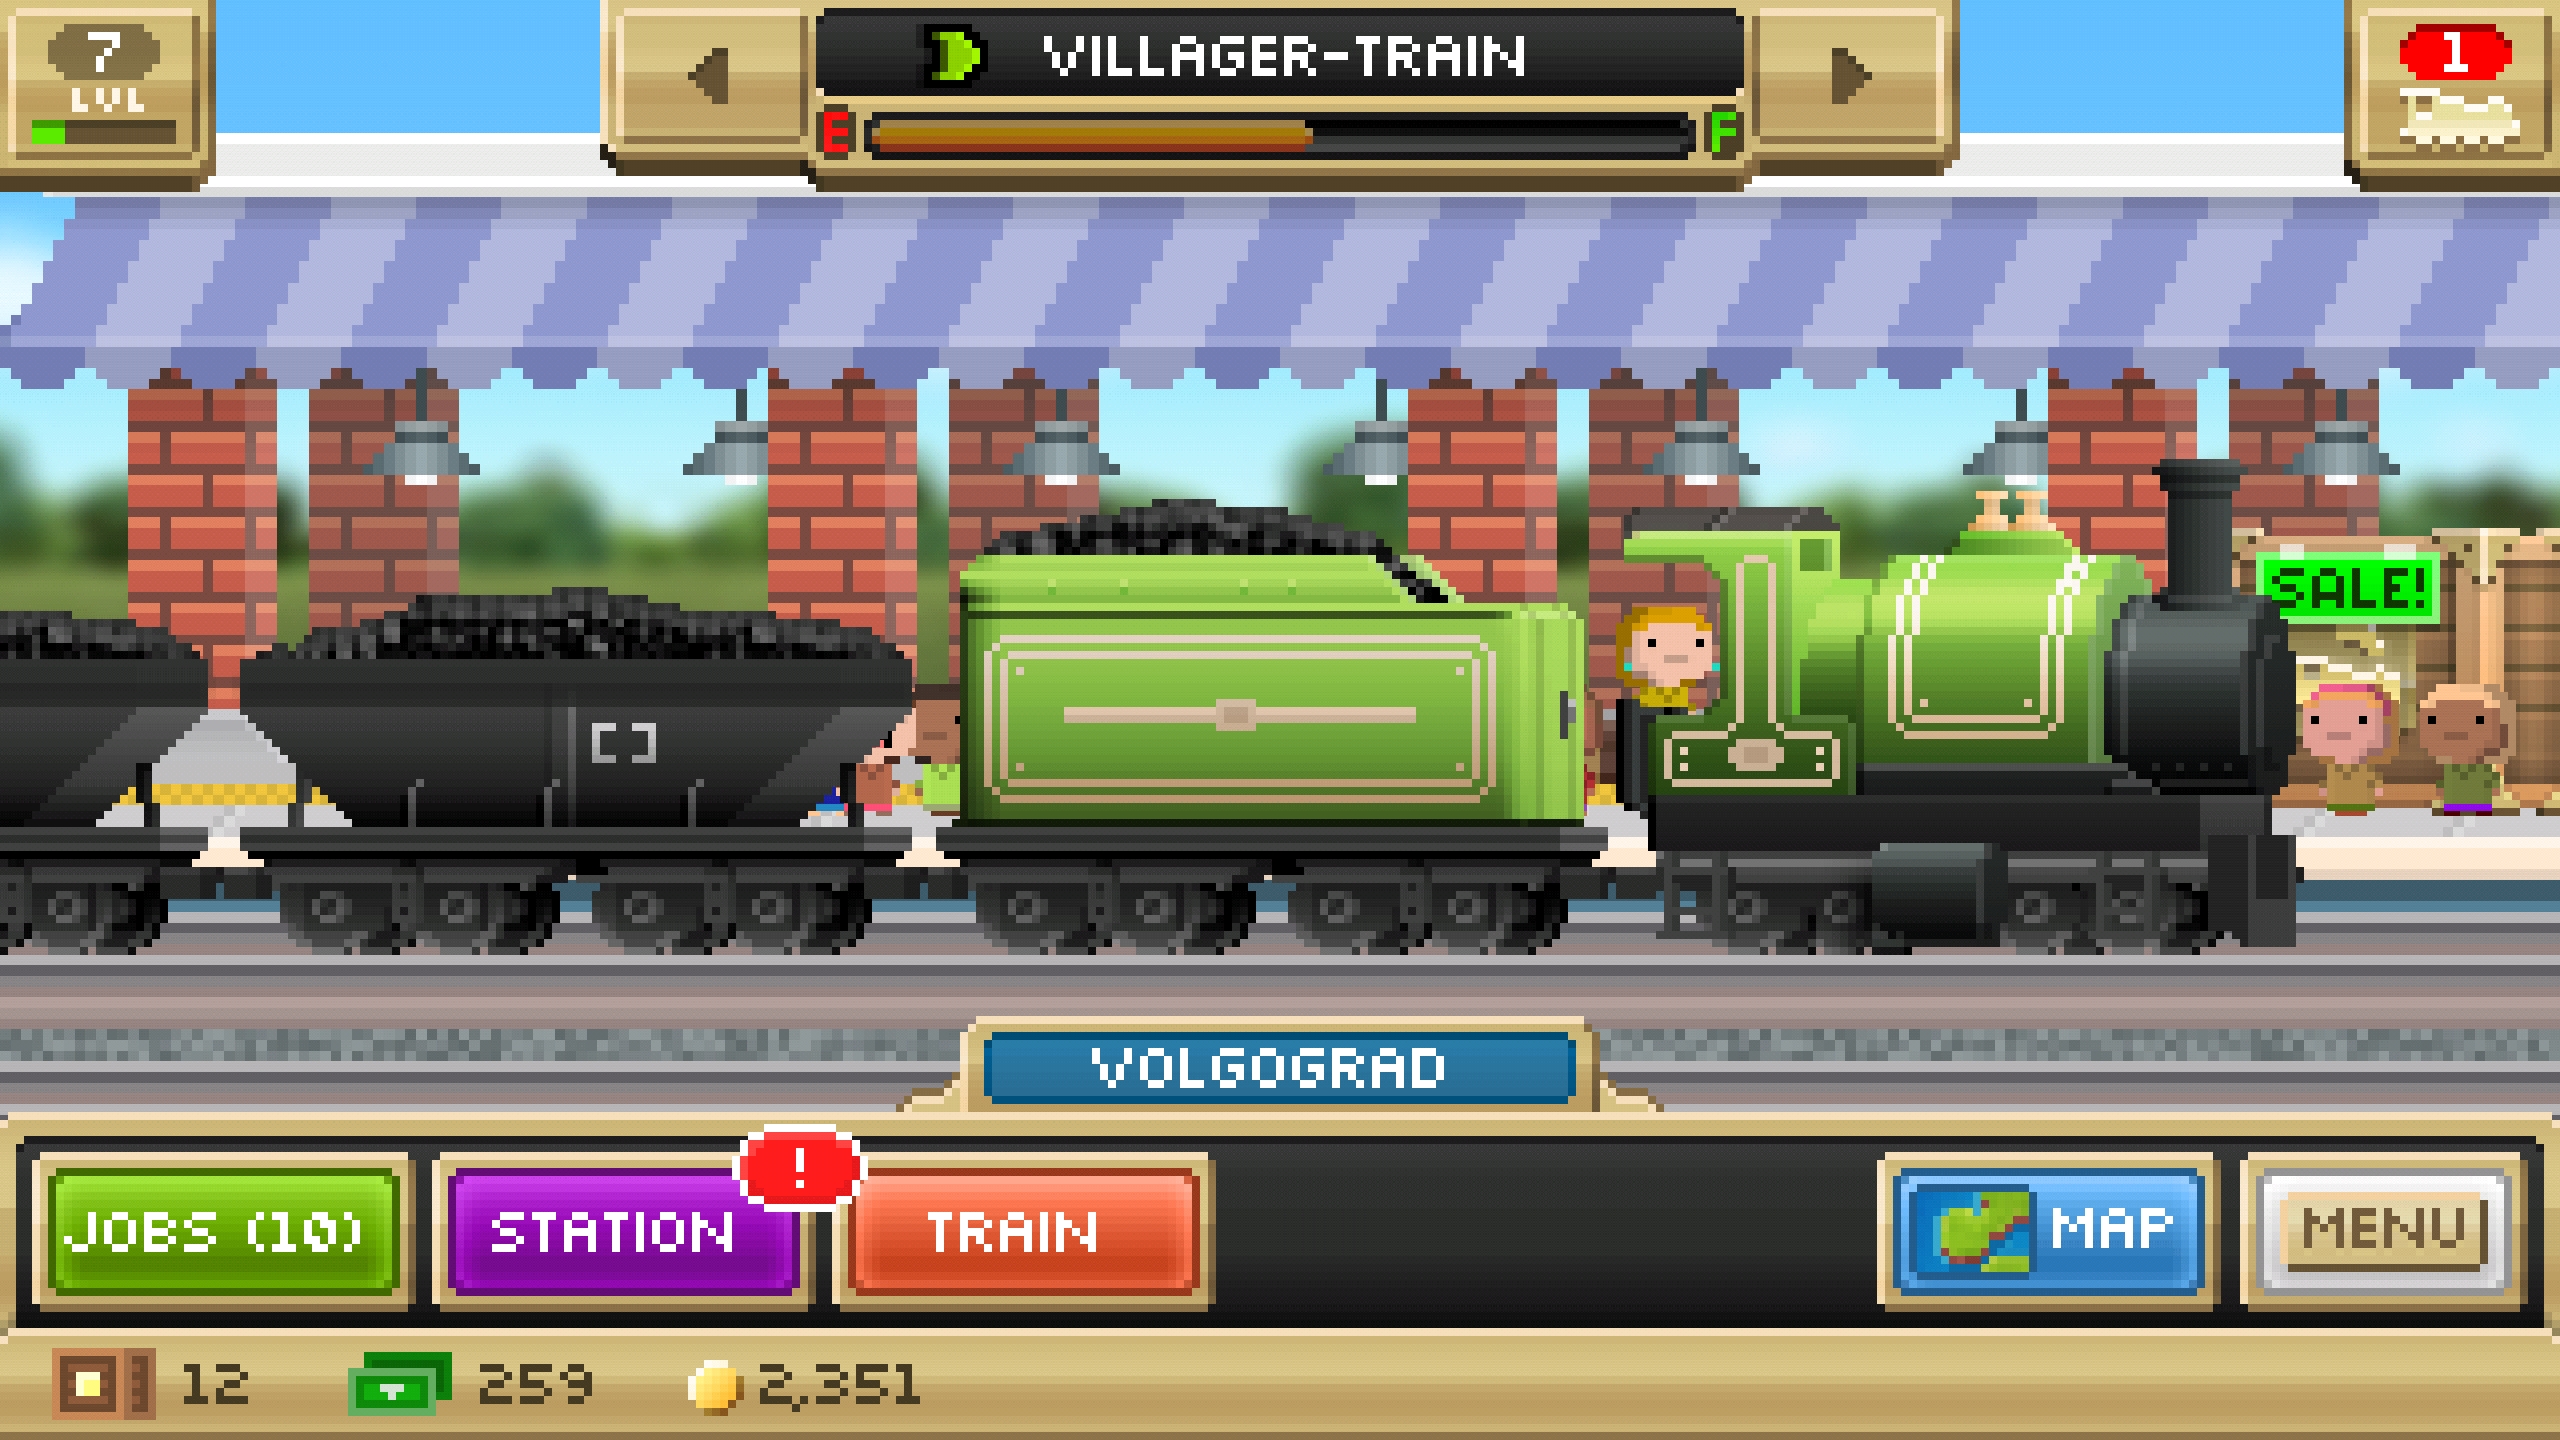 7
LVL
VILLAGER-TRAIN
E F
1
SALE!
[]
VOLGOGRAD
!
JOBS (10)
STATION
TRAIN
MAP
MENU
12
259
2,351